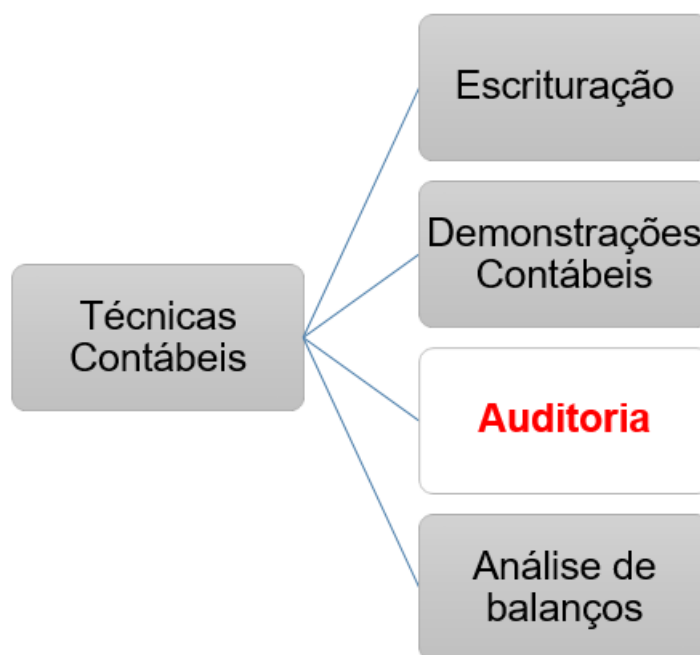 Escrituração
Demonstrações
Contábeis
Técnicas
Contábeis
Auditoria
Análise de
balanços